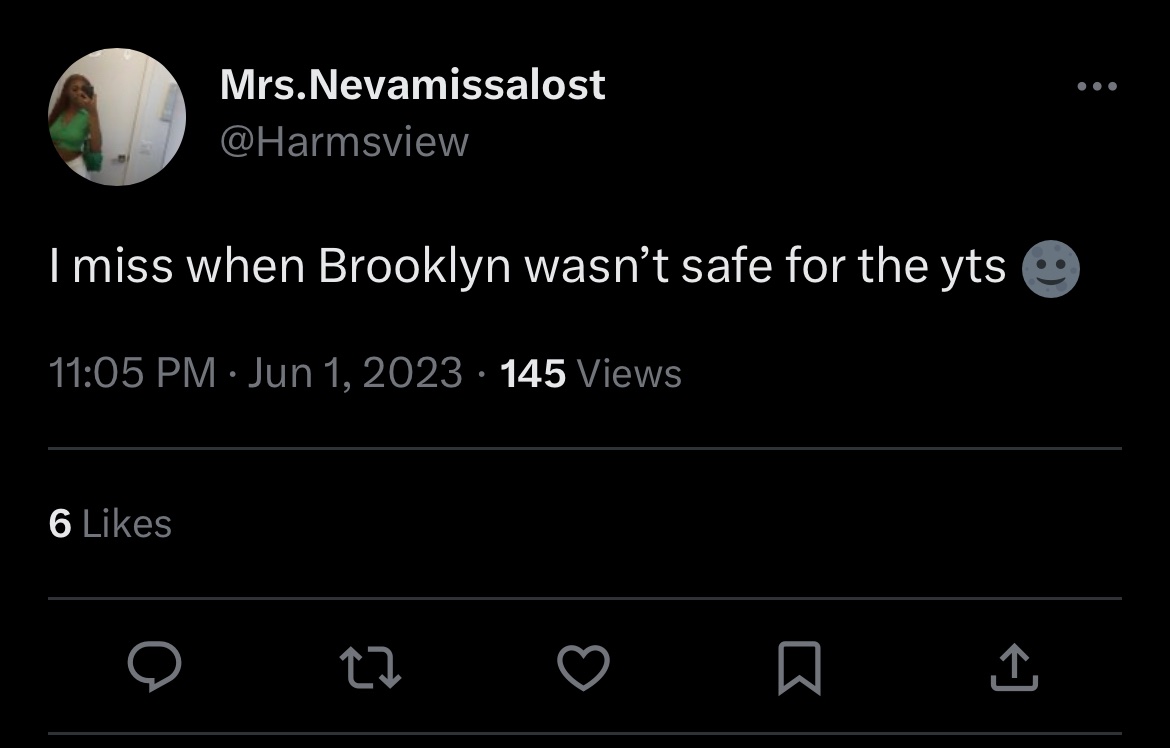 Mrs.Nevamissalost
@Harmsview
I miss when Brooklyn wasn’t safe for the yts 🌚
11:05 PM · Jun 1, 2023 · 145 Views
6 Likes